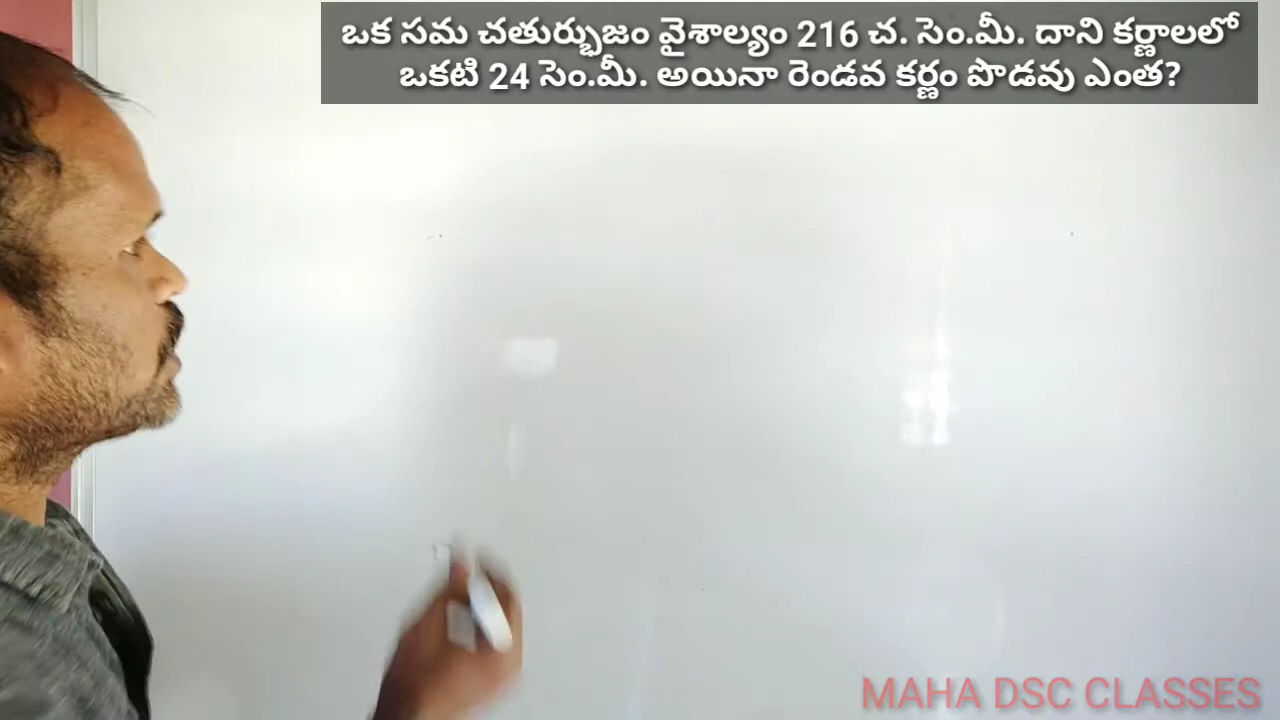 ఒక సమ చతుర్భుజం వైశాల్యం 216 చ. సెం.మీ. దాని కర్ణాలలో
ఒకటి 24 సెం.మీ. అయినా రెండవ కర్ణం పొడవు ఎంత?
MAHA DSC CLASSES